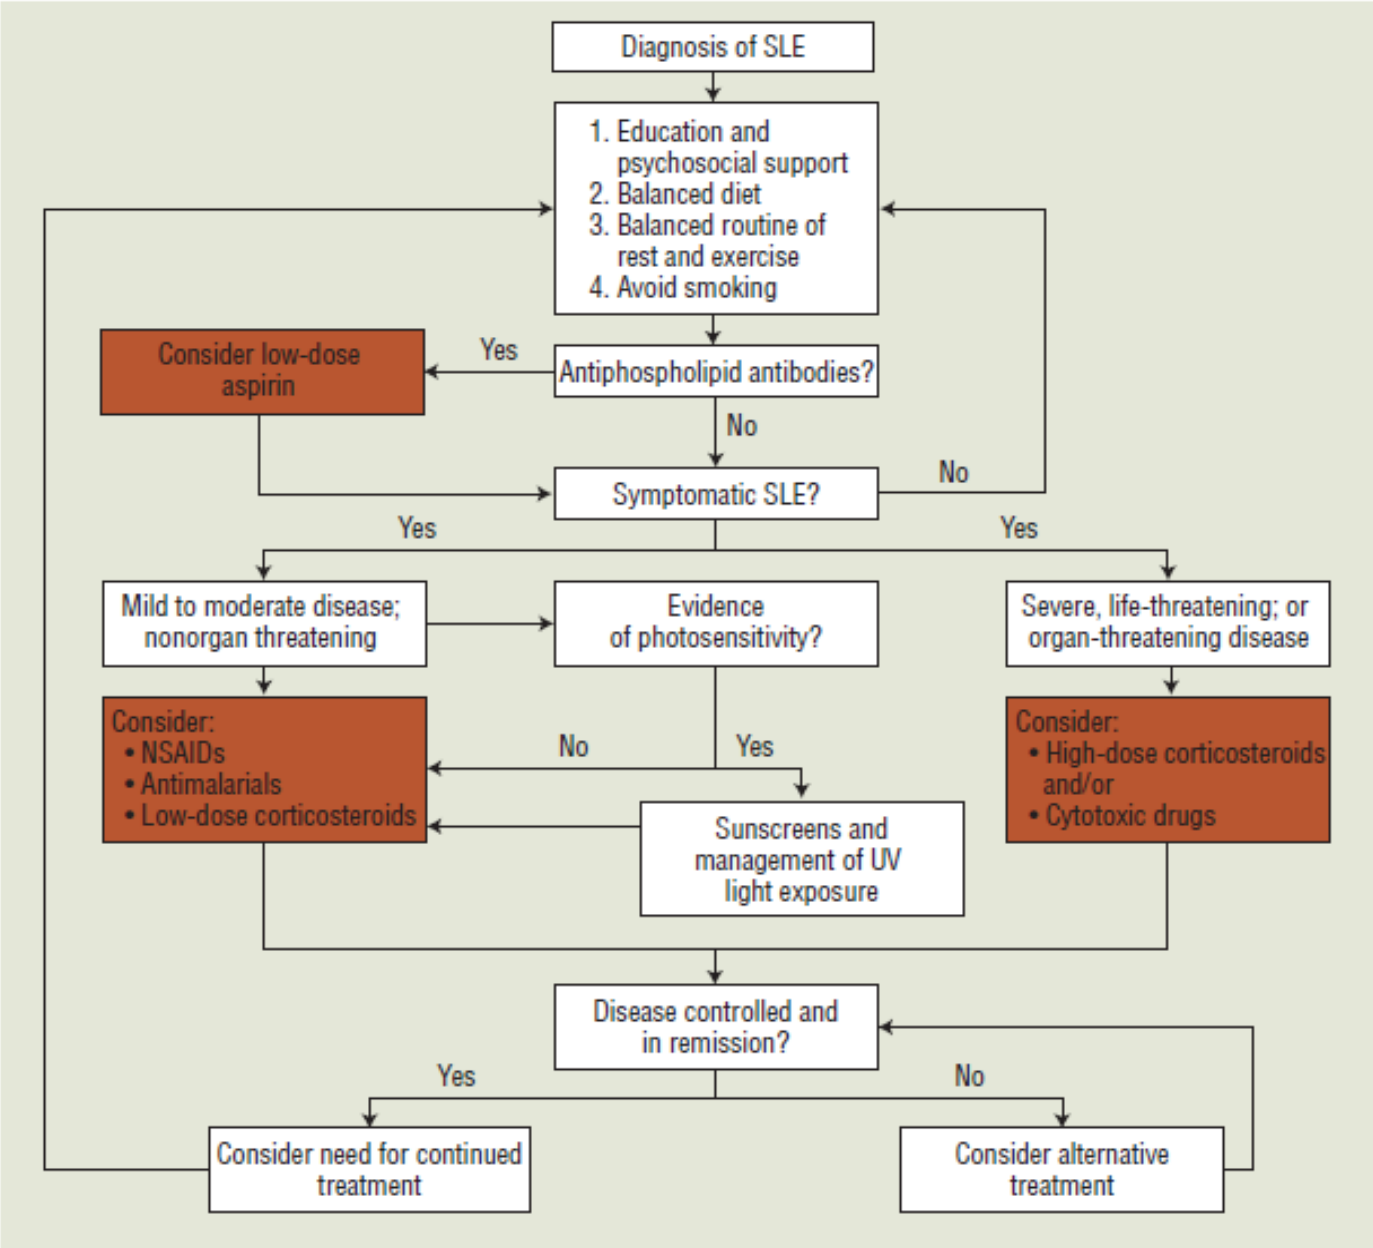 Diagnosis of SLE
1. Education and
psychosocial support
2. Balanced diet
3. Balanced routine of
rest and exercise
4. Avoid smoking
Consider low-dose
aspirin
Yes
Antiphospholipid antibodies?
No
Symptomatic SLE?
No
Yes
Yes
Mild to moderate disease;
nonorgan threatening
Evidence
of photosensitivity?
Severe, life-threatening; or
organ-threatening disease
Consider:
• NSAIDs
• Antimalarials
• Low-dose corticosteroids
No
Yes
Consider:
• High-dose corticosteroids
and/or
• Cytotoxic drugs
Sunscreens and
management of UV
light exposure
Disease controlled and
in remission?
Yes
No
Consider need for continued
treatment
Consider alternative
treatment